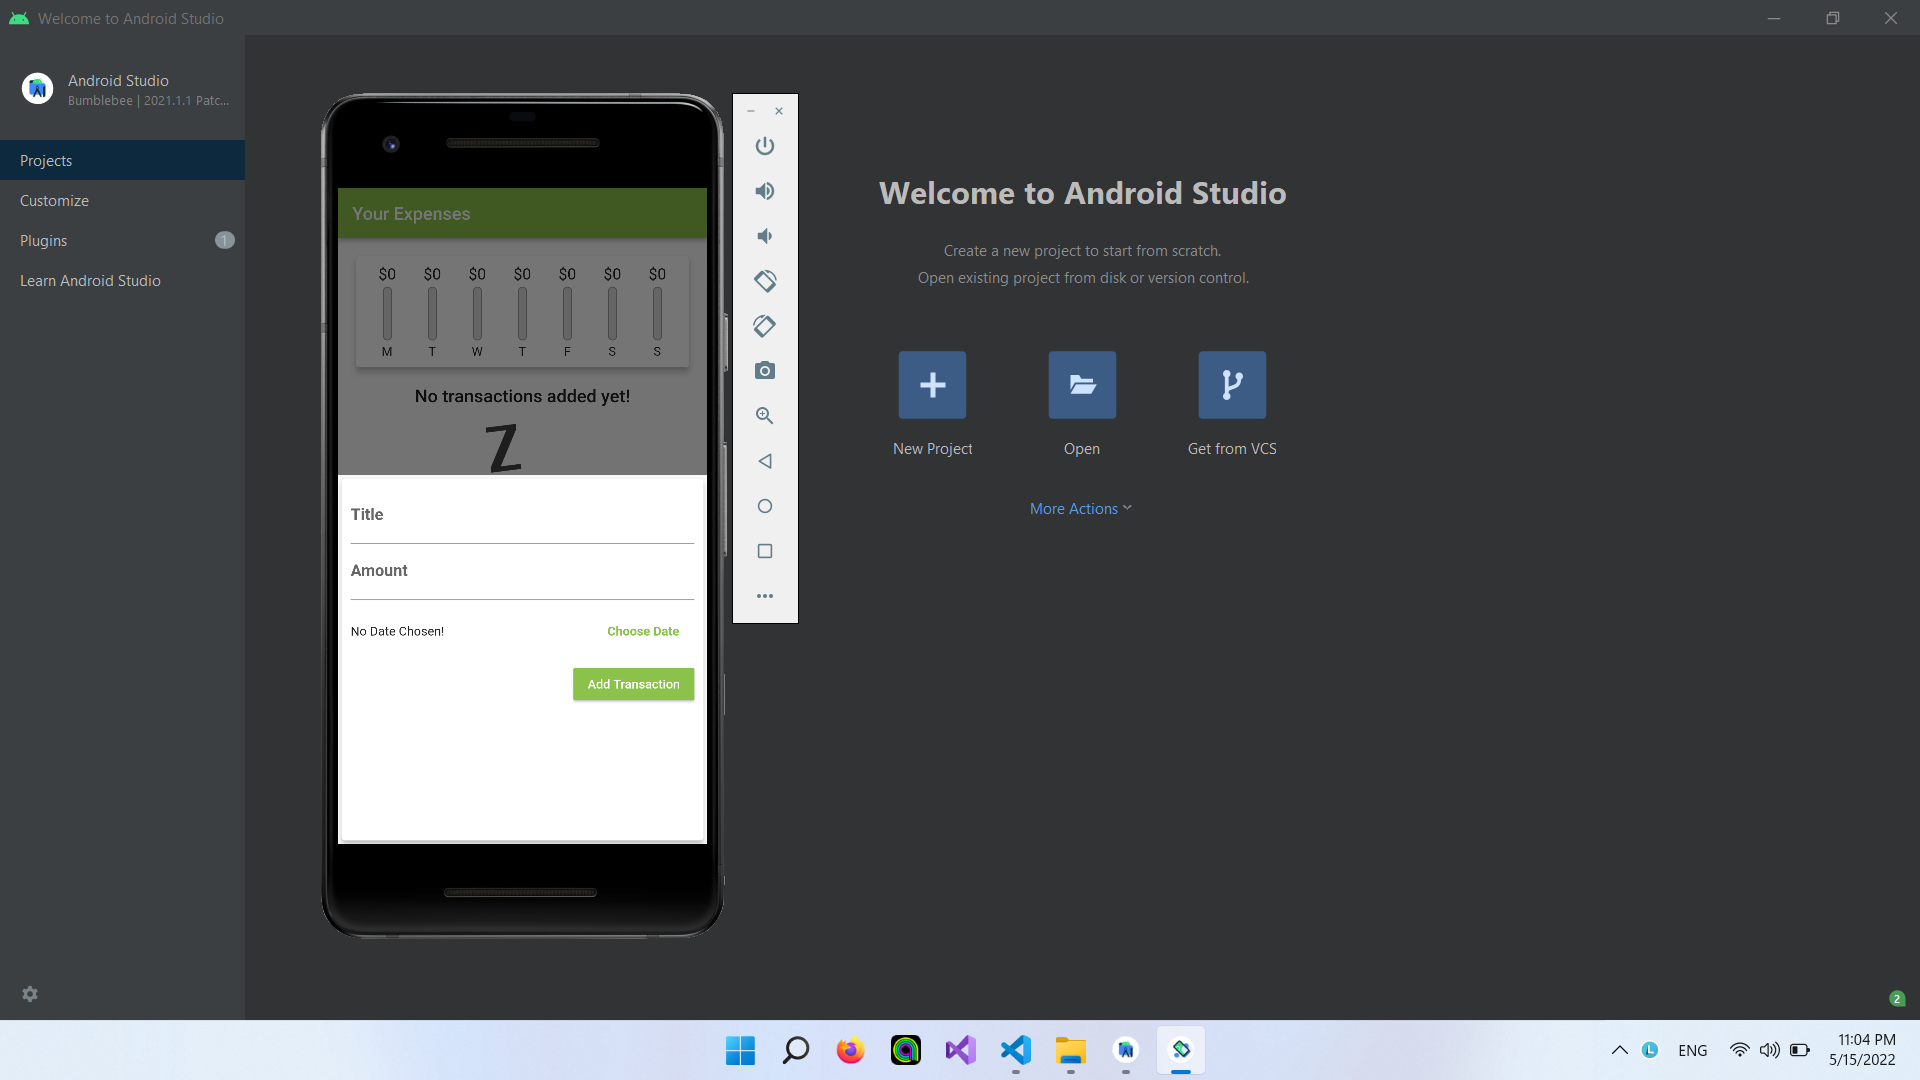 Welcome to Android Studio
Android Studio
Bumblebee | 2021.1.1 Patc...
Projects
Customize
Plugins
1
Learn Android Studio
Your Expenses
$0 $0 $0 $0 $0 $0 $0
M T W T F S S
No transactions added yet!
Z
Title
Amount
No Date Chosen!
Choose Date
Add Transaction
Welcome to Android Studio
Create a new project to start from scratch.
Open existing project from disk or version control.
New Project
Open
Get from VCS
More Actions
2
L
ENG
11:04 PM
5/15/2022